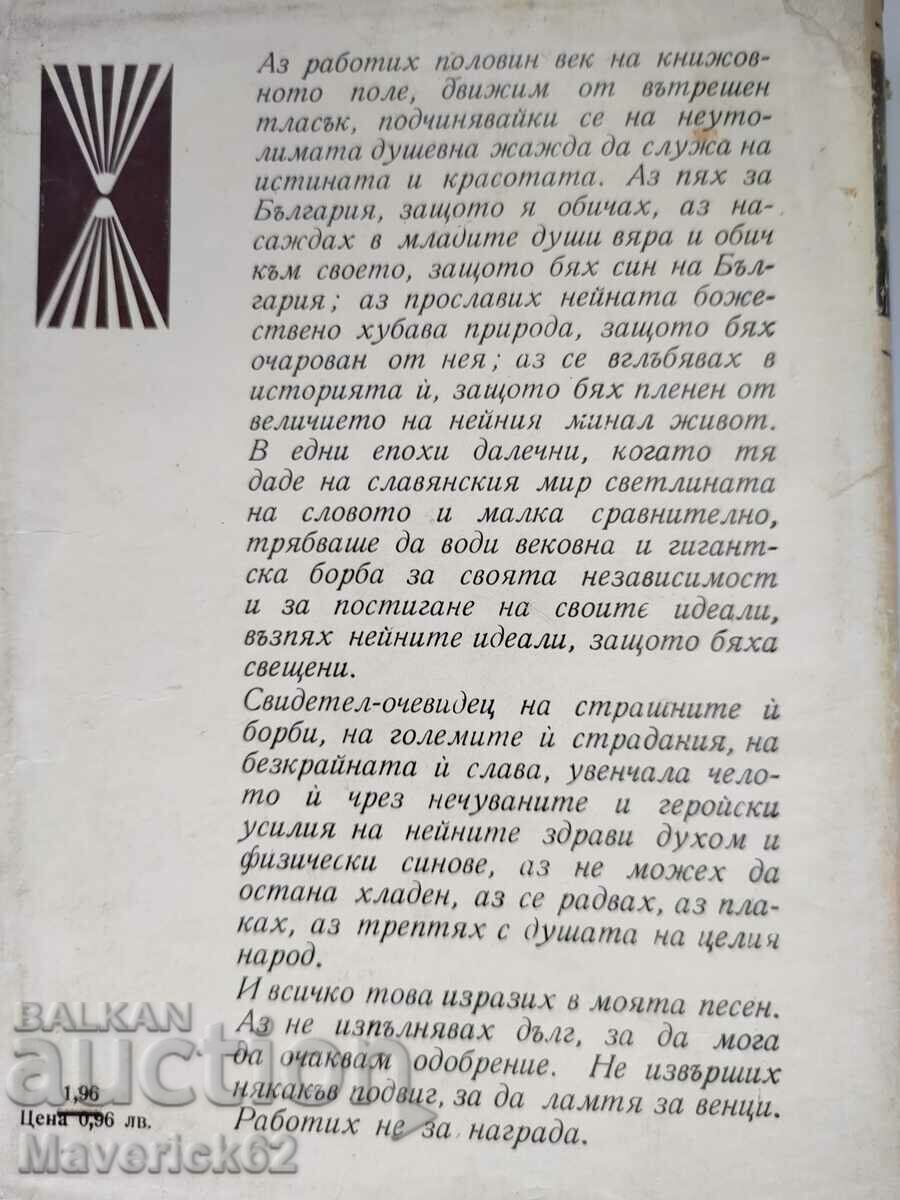 Аз работих половин век на книжов-
ното поле, движим от вътрешен
тласък, подчинявайки се на неуто-
лимата душевна жажда да служа на
истината и красотата. Аз пях за
България, защото я обичах, аз на-
саждах в младите души вяра и обич
към своето, защото бях син на Бъл-
гария; аз прославих нейната боже-
ствено хубава природа, защото бях
очарован от нея; аз се вглъбявах в
историята ѝ, защото бях пленен от
величието на нейния минал живот.
В едни епохи далечни, когато тя
даде на славянския мир светлината
на словото и малка сравнително,
трябваше да води вековна и гигант-
ска борба за своята независимост
и за постигане на своите идеали,
възпях нейните идеали, защото бяха
свещени.
Свидетел-очевидец на страшните ѝ
борби, на големите ѝ страдания, на
безкрайната ѝ слава, увенчала чело-
то ѝ чрез нечуваните и геройски
усилия на нейните здрави духом и
физически синове, аз не можех да
остана хладен, аз се радвах, аз пла-
ках, аз трептях с душата на целия
народ.
И всичко това изразих в моята песен.
Аз не изпълнявах дълг, за да мога
да очаквам одобрение. Не извърших
някакъв подвиг, за да ламтя за венци.
Работих не за награда.
1,96
Цена 0,96 лв.
BALKAN
auction
Maverick62